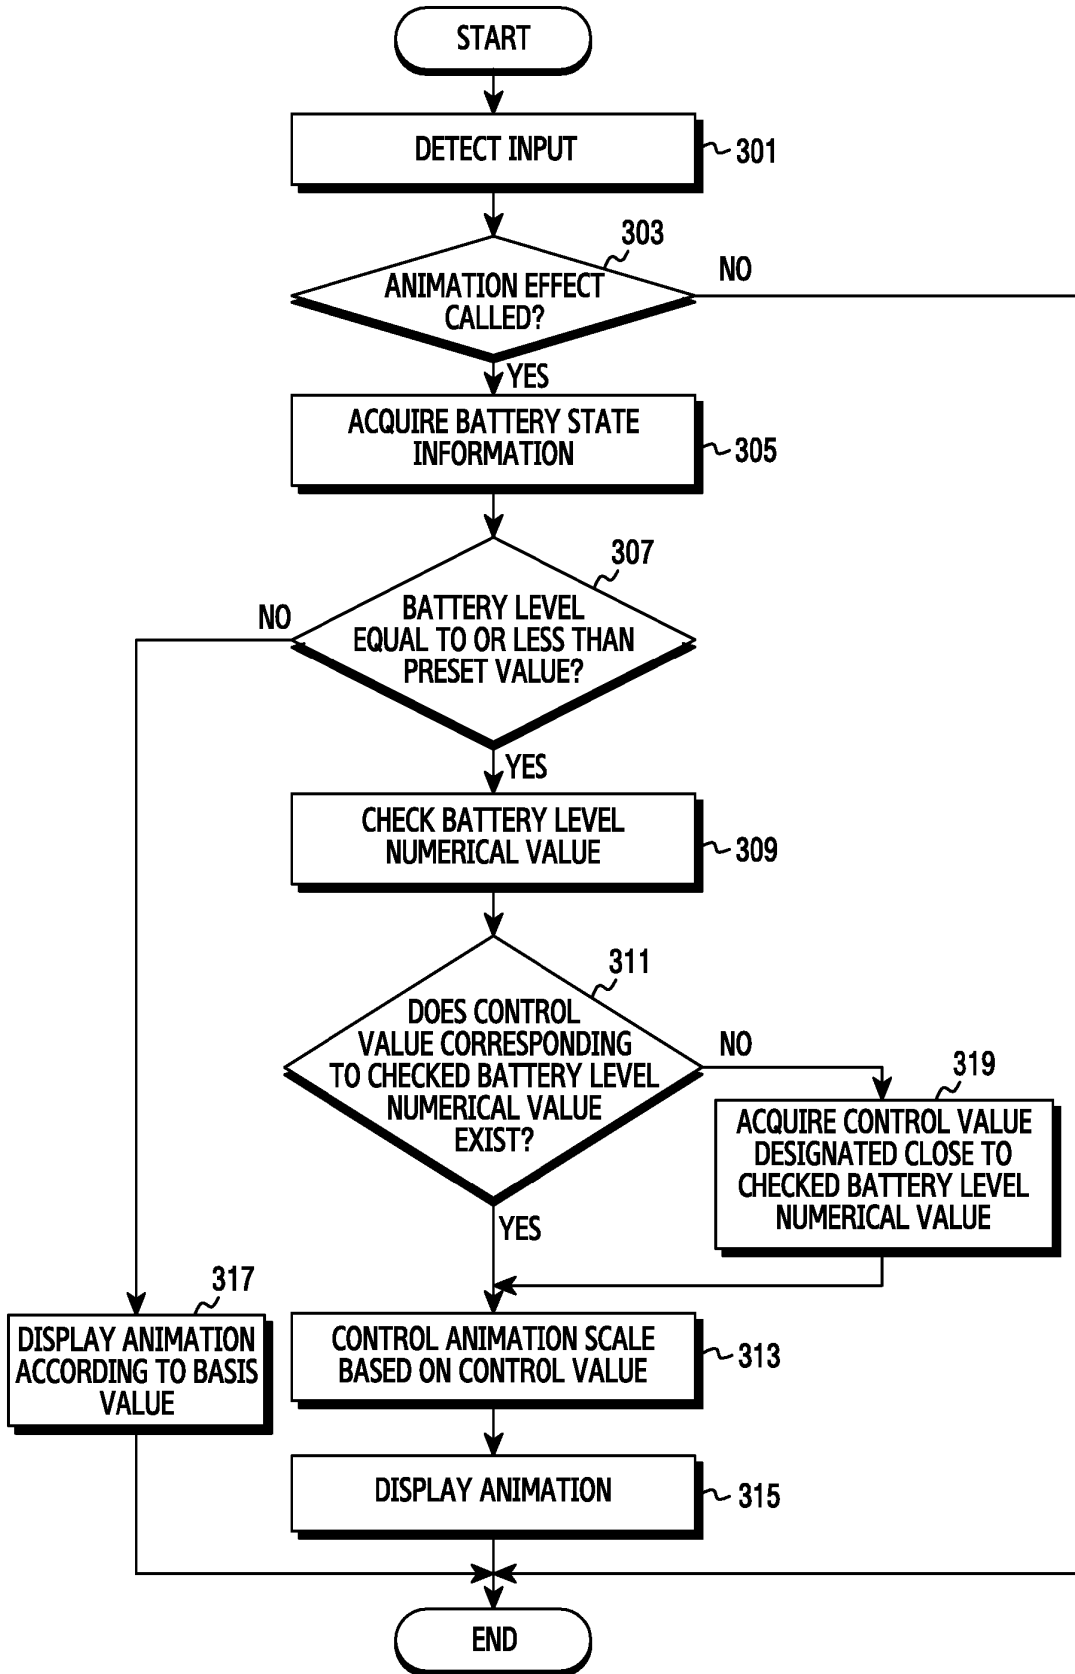 START
DETECT INPUT
301
303
ANIMATION EFFECT
CALLED?
NO
YES
ACQUIRE BATTERY STATE
INFORMATION
305
307
BATTERY LEVEL
EQUAL TO OR LESS THAN
PRESET VALUE?
NO
YES
CHECK BATTERY LEVEL
NUMERICAL VALUE
309
311
DOES CONTROL
VALUE CORRESPONDING
TO CHECKED BATTERY LEVEL
NUMERICAL VALUE
EXIST?
NO
YES
319
ACQUIRE CONTROL VALUE
DESIGNATED CLOSE TO
CHECKED BATTERY LEVEL
NUMERICAL VALUE
317
DISPLAY ANIMATION
ACCORDING TO BASIS
VALUE
CONTROL ANIMATION SCALE
BASED ON CONTROL VALUE
313
DISPLAY ANIMATION
315
END